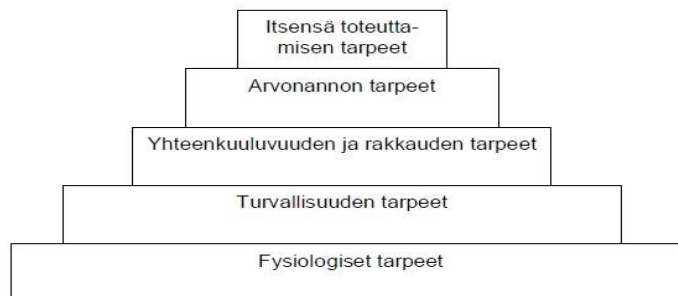 Itsensä toteutta-
misen tarpeet
Arvonannon tarpeet
Yhteenkuuluvuuden ja rakkauden tarpeet
Turvallisuuden tarpeet
Fysiologiset tarpeet